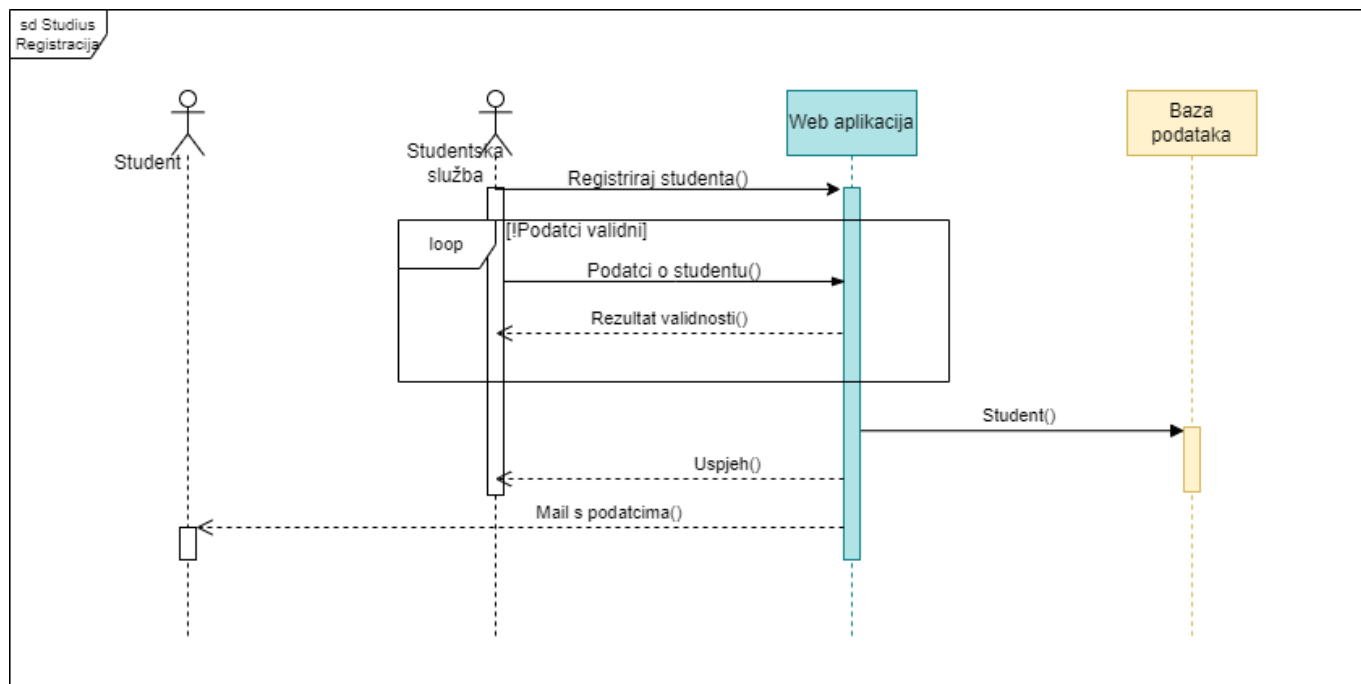 sd Studius
Registracija
Student
Studentska
služba
Web aplikacija
Baza
podataka
Registriraj studenta()
loop
[!Podatci validni]
Podatci o studentu()
Rezultat validnosti()
Student()
Uspjeh()
Mail s podatcima()